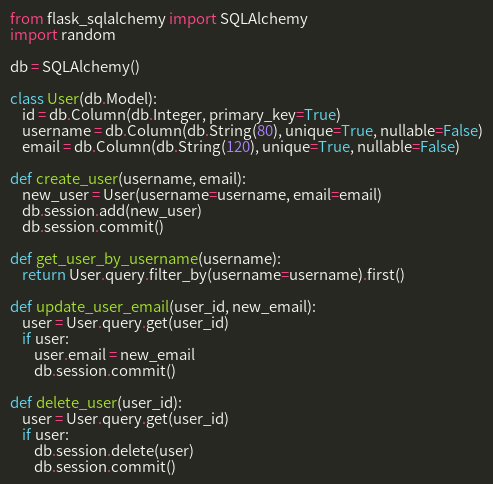 from flask_sqlalchemy import SQLAlchemy
import random

db = SQLAlchemy()

class User(db.Model):
    id = db.Column(db.Integer, primary_key=True)
    username = db.Column(db.String(80), unique=True, nullable=False)
    email = db.Column(db.String(120), unique=True, nullable=False)

def create_user(username, email):
    new_user = User(username=username, email=email)
    db.session.add(new_user)
    db.session.commit()

def get_user_by_username(username):
    return User.query.filter_by(username=username).first()

def update_user_email(user_id, new_email):
    user = User.query.get(user_id)
    if user:
        user.email = new_email
        db.session.commit()

def delete_user(user_id):
    user = User.query.get(user_id)
    if user:
        db.session.delete(user)
        db.session.commit()